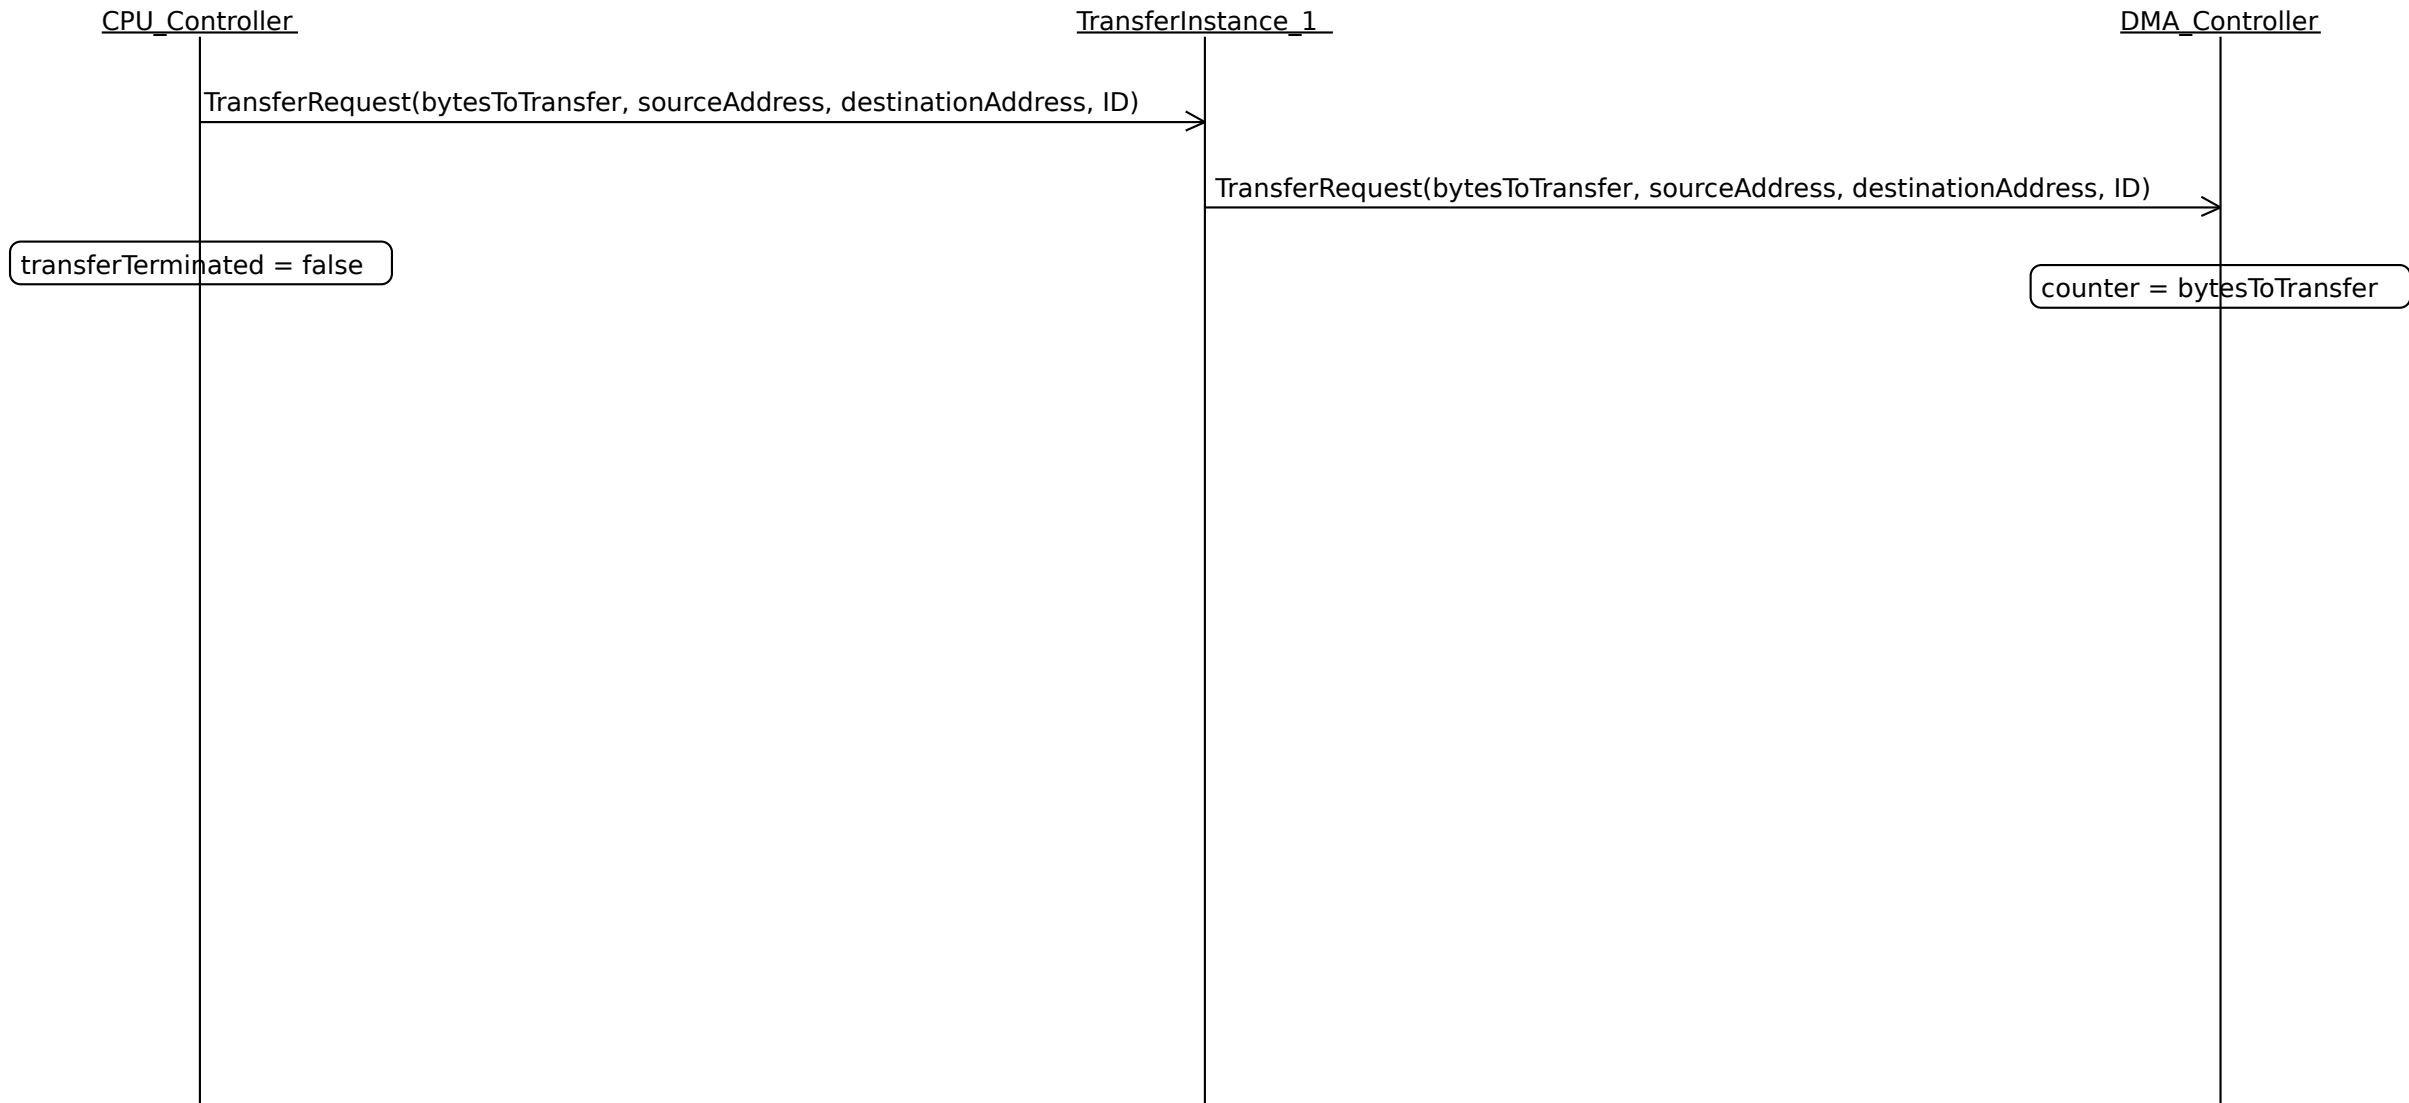 CPU_Controller
TransferInstance_1
DMA_Controller
TransferRequest(bytesToTransfer, sourceAddress, destinationAddress, ID)
TransferRequest(bytesToTransfer, sourceAddress, destinationAddress, ID)
transferTerminated = false
counter = bytesToTransfer